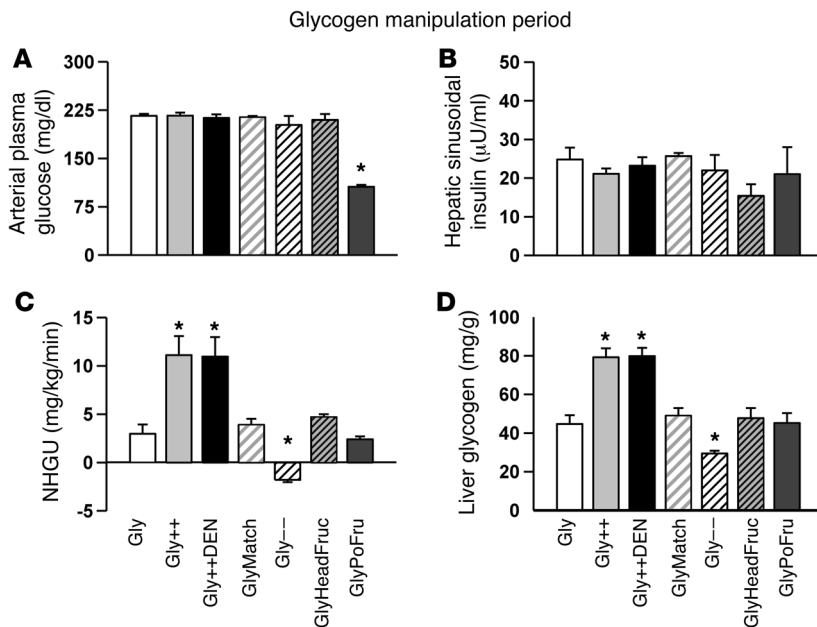 Glycogen manipulation period
A
Arterial plasma
glucose (mg/dl)
300
225
150
75
0
*
B
Hepatic sinusoidal
insulin (μU/ml)
50
40
30
20
10
0
C
NHGU (mg/kg/min)
15
10
5
0
-5
* * *
Gly
Gly++
Gly++DEN
GlyMatch
Gly−−
GlyHeadFruc
GlyPoFru
D
Liver glycogen (mg/g)
100
80
60
40
20
0
* * *
Gly
Gly++
Gly++DEN
GlyMatch
Gly−−
GlyHeadFruc
GlyPoFru